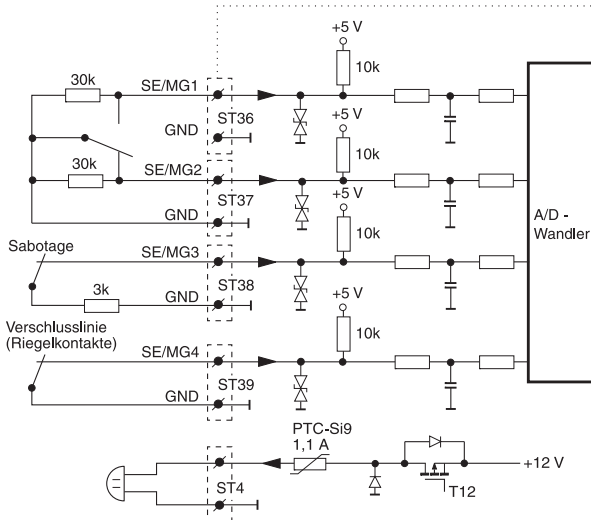 +5 V
30k
SE/MG1
10k
GND
ST36
+5 V
30k
SE/MG2
10k
GND
ST37
+5 V
A/D -
Wandler
Sabotage
SE/MG3
10k
3k
GND
ST38
+5 V
Verschlusslinie
(Riegelkontakte)
SE/MG4
10k
GND
ST39
PTC-Si9
1,1 A
+12 V
ST4
T12